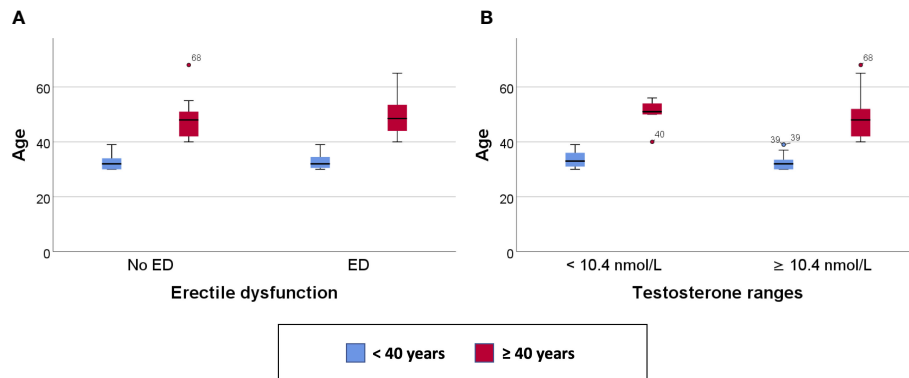 A
68
60
40
20
0
Age
No ED
ED
Erectile dysfunction
B
68
60
40
20
0
Age
40
39
39
< 10.4 nmol/L
≥ 10.4 nmol/L
Testosterone ranges
< 40 years
≥ 40 years